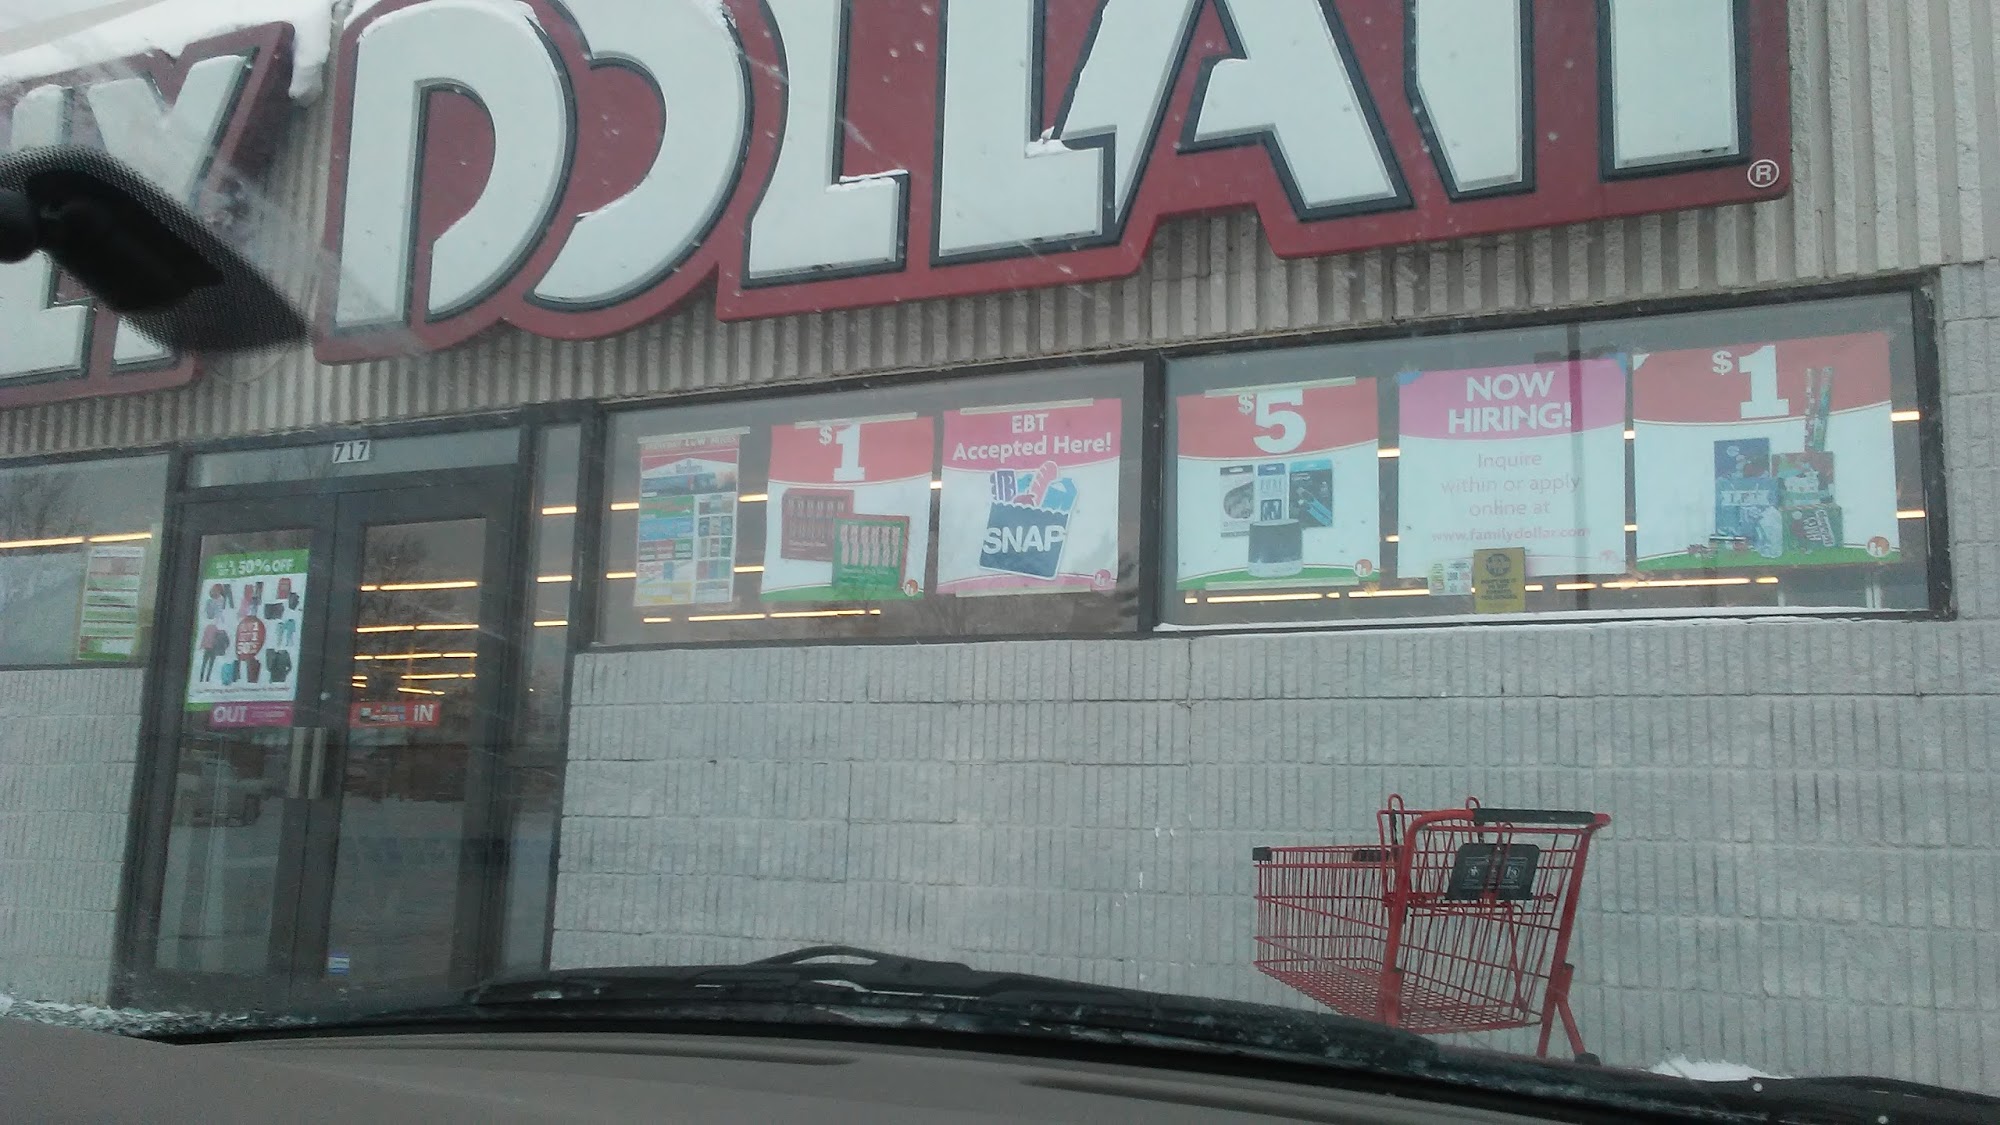 LY DOLLAR
®
717
50% OFF
OUT
IN
$1
EBT
Accepted Here!
SNAP
$5
NOW
HIRING!
Inquire
within or apply
online at
www.familydollar.com
$1